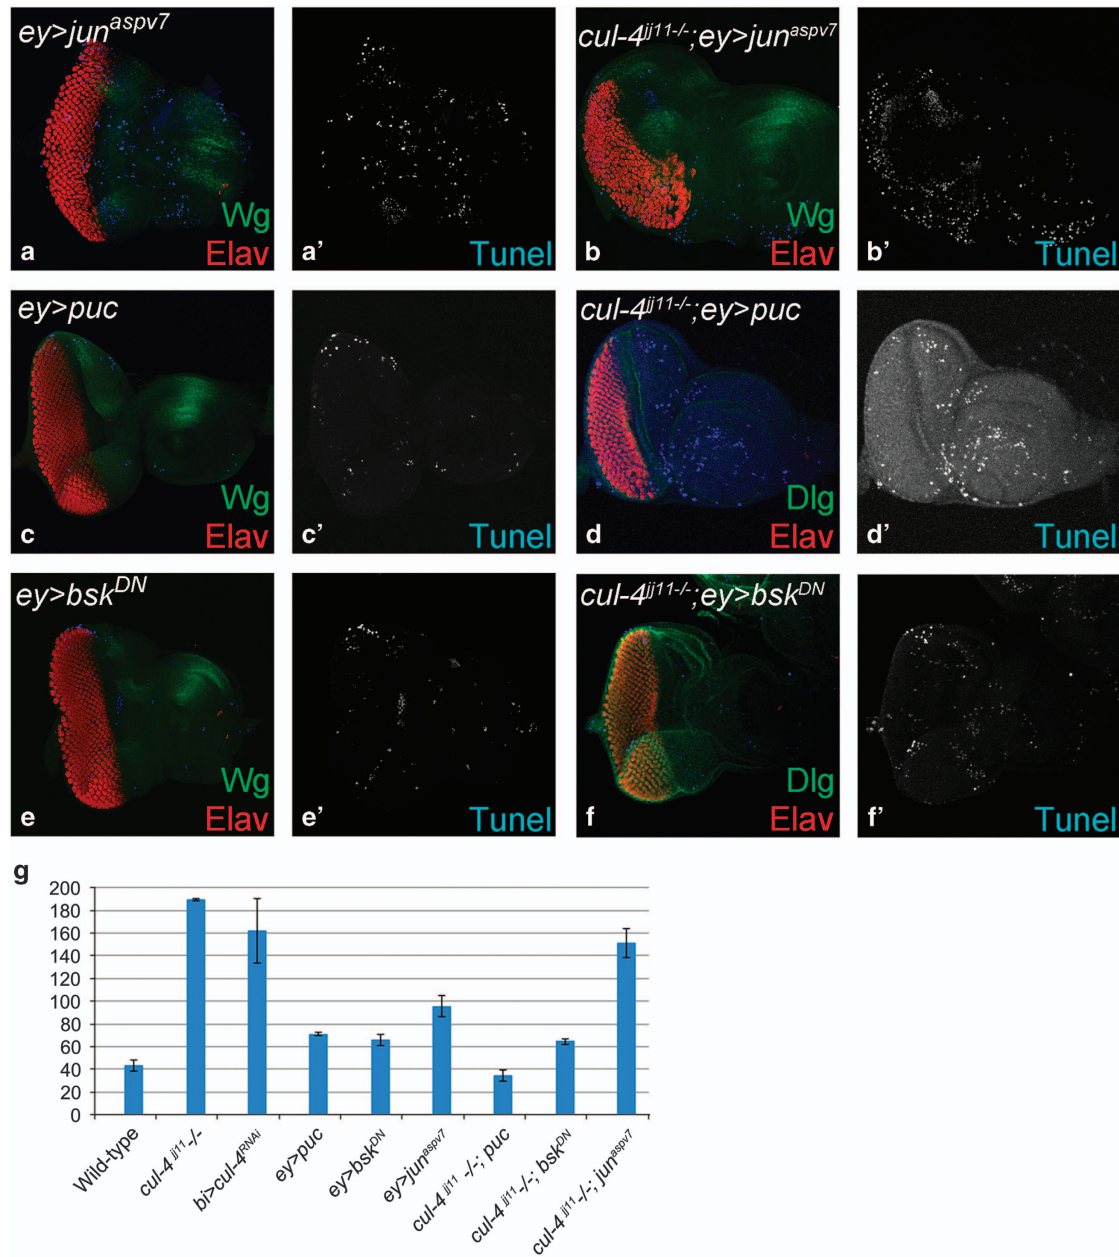 ey>jun^aspv7
Wg
Elav
a
a'
Tunel
cul-4^jj11-/-;ey>jun^aspv7
Wg
Elav
b
b'
Tunel
ey>puc
Wg
Elav
c
c'
Tunel
cul-4^jj11-/-;ey>puc
Dlg
Elav
d
d'
Tunel
ey>bsk^DN
Wg
Elav
e
e'
Tunel
cul-4^jj11-/-;ey>bsk^DN
Dlg
Elav
f
f'
Tunel
g
200
180
160
140
120
100
80
60
40
20
0
Wild-type
cul-4^jj11-/-
bi>cul-4^RNAi
ey>puc
ey>bsk^DN
ey>jun^aspv7
cul-4^jj11 -/-; puc
cul-4^jj11-/-; bsk^DN
cul-4^jj11-/-; jun^aspv7